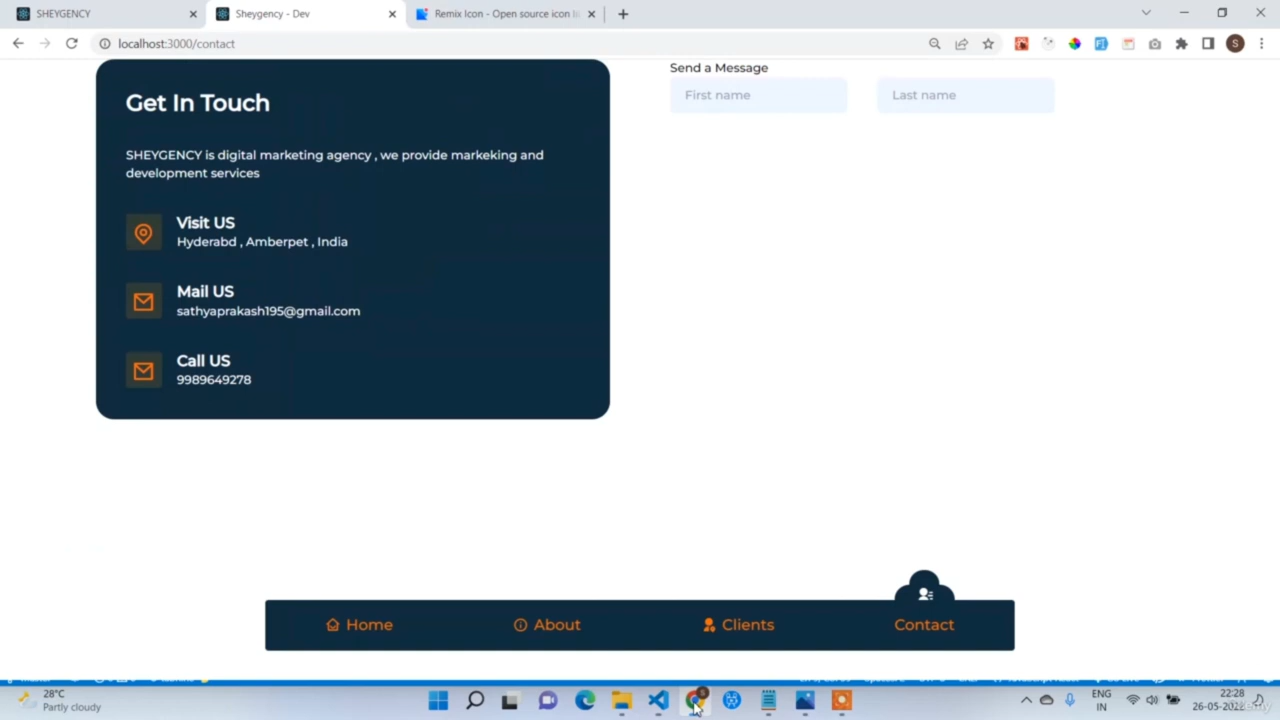 SHEYGENCY
Sheygency - Dev
Remix Icon - Open source icon li
localhost:3000/contact
S
Get In Touch
SHEYGENCY is digital marketing agency , we provide markeking and
development services
Visit US
Hyderabd , Amberpet , India
Mail US
sathyaprakash195@gmail.com
Call US
9989649278
Send a Message
First name
Last name
Home
About
Clients
Contact
28°C
Partly cloudy
ENG
IN
22:28
26-05-2022